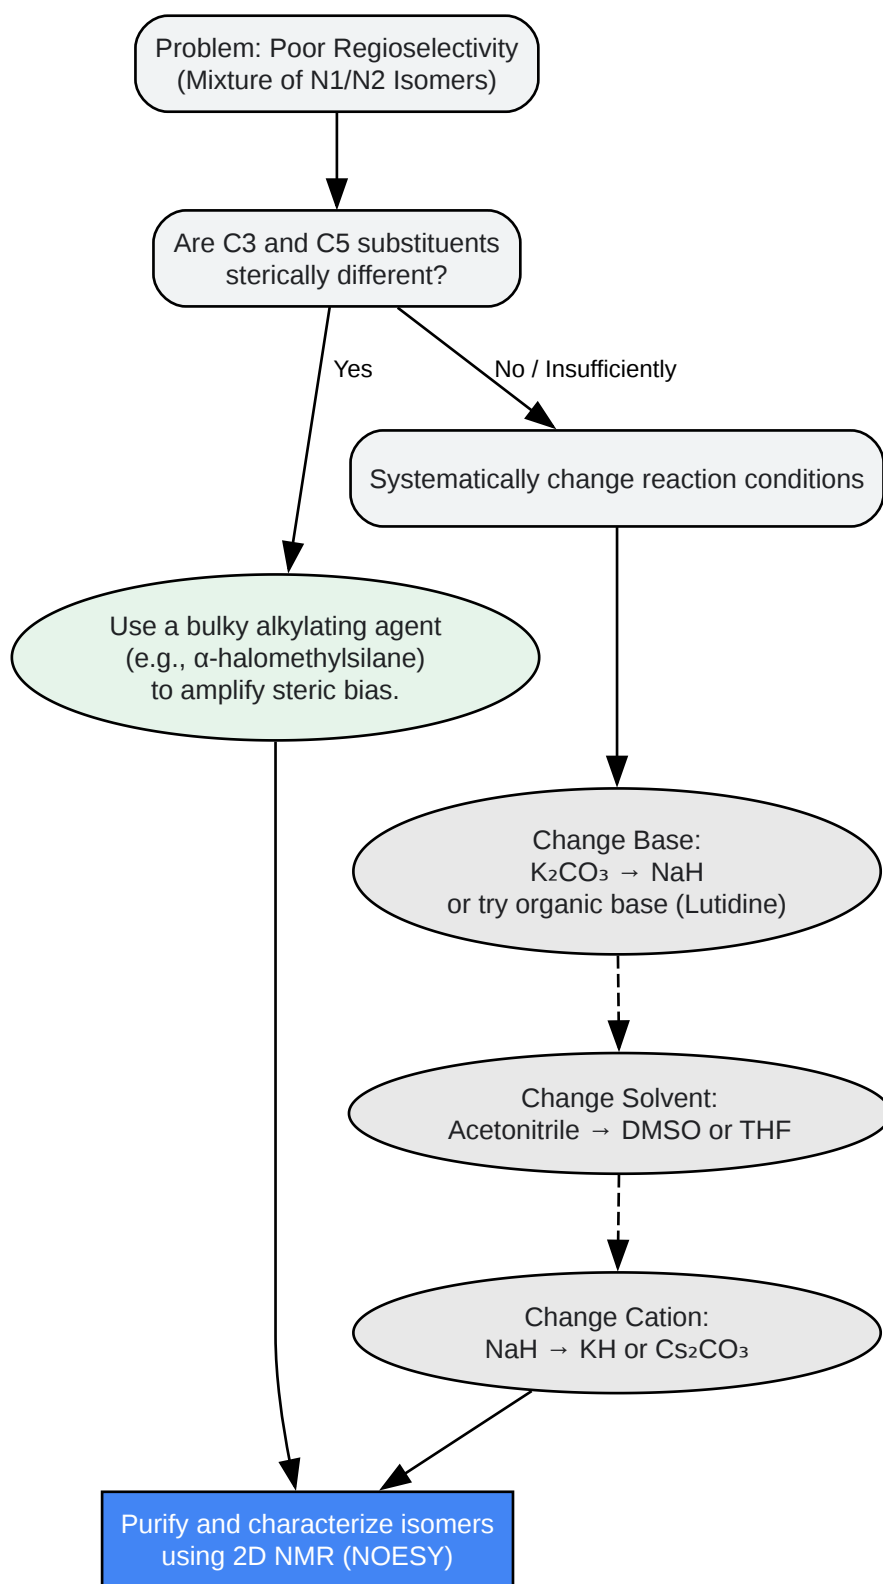 Problem: Poor Regioselectivity
(Mixture of N1/N2 Isomers)
Are C3 and C5 substituents
sterically different?
Yes
No / Insufficiently
Systematically change reaction conditions
Use a bulky alkylating agent
(e.g., α-halomethylsilane)
to amplify steric bias.
Change Base:
K₂CO₃ → NaH
or try organic base (Lutidine)
Change Solvent:
Acetonitrile → DMSO or THF
Change Cation:
NaH → KH or Cs₂CO₃
Purify and characterize isomers
using 2D NMR (NOESY)